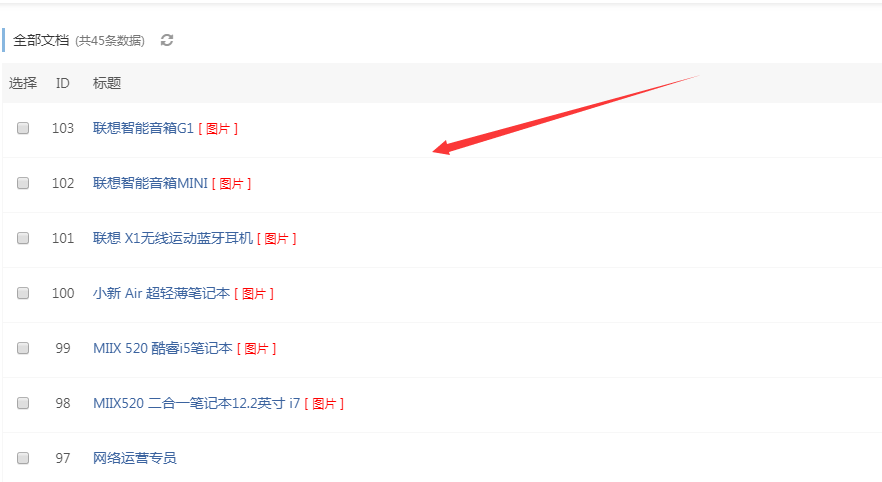 全部文档 (共45条数据)
选择 ID 标题
103 联想智能音箱G1 [ 图片 ]
102 联想智能音箱MINI [ 图片 ]
101 联想 X1无线运动蓝牙耳机 [ 图片 ]
100 小新 Air 超轻薄笔记本 [ 图片 ]
99 MIIX 520 酷睿i5笔记本 [ 图片 ]
98 MIIX520 二合一笔记本12.2英寸 i7 [ 图片 ]
97 网络运营专员